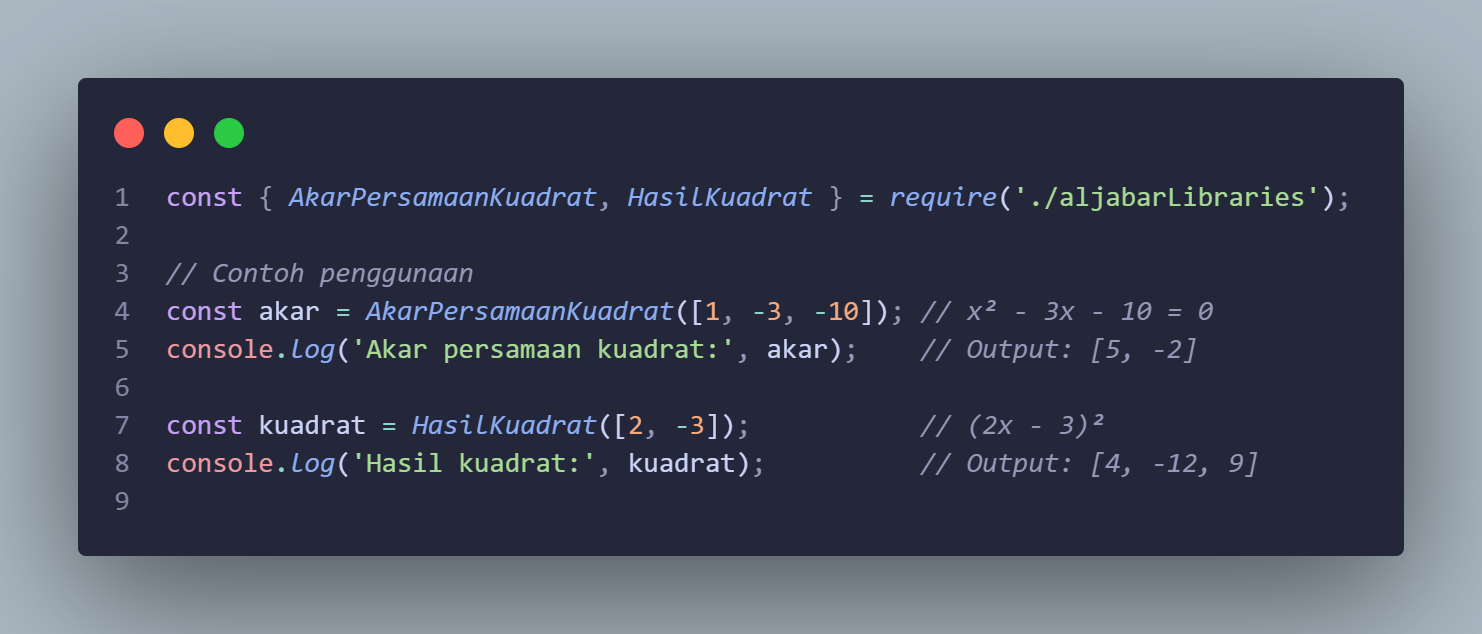 1 const { AkarPersamaanKuadrat, HasilKuadrat } = require('./aljabarLibraries');
2
3 // Contoh penggunaan
4 const akar = AkarPersamaanKuadrat([1, -3, -10]); // x² - 3x - 10 = 0
5 console.log('Akar persamaan kuadrat:', akar);    // Output: [5, -2]
6
7 const kuadrat = HasilKuadrat([2, -3]);           // (2x - 3)²
8 console.log('Hasil kuadrat:', kuadrat);          // Output: [4, -12, 9]
9